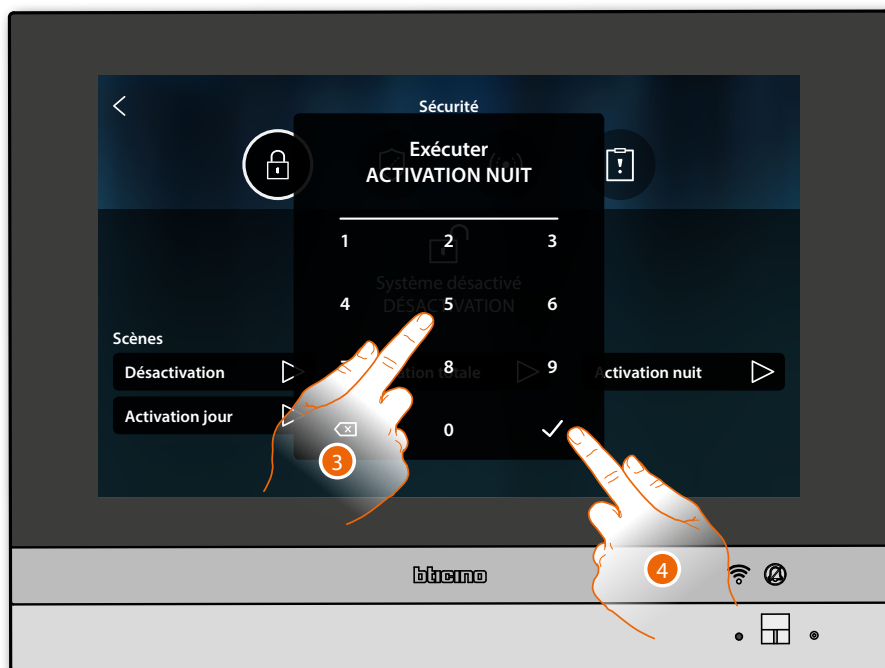 Sécurité
Exécuter
ACTIVATION NUIT
1 2 3
Système désactivé
DÉSACTIVATION
4 5 6
Scènes
Désactivation
8 9
totale
Activation nuit
Activation jour
0
3
4
bticino